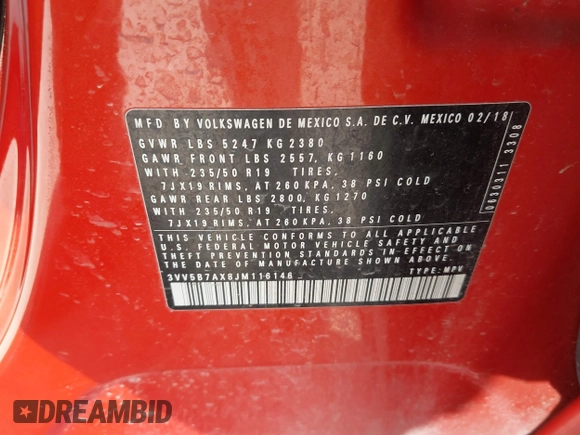 MFD BY VOLKSWAGEN DE MEXICO S.A. DE C.V. MEXICO 02/18
GVWR LBS 5247 KG 2380
GAWR FRONT LBS 2557, KG 1160
WITH 235/50 R19 TIRES,
7JX19 RIMS, AT 260 KPA, 38 PSI COLD
GAWR REAR LBS 2800, KG 1270
WITH 235/50 R19 TIRES,
7JX19 RIMS, AT 260 KPA, 38 PSI COLD
THIS VEHICLE CONFORMS TO ALL APPLICABLE
U.S. FEDERAL MOTOR VEHICLE SAFETY AND
THEFT PREVENTION STANDARDS IN EFFECT ON
THE DATE OF MANUFACTURE SHOWN ABOVE.
3VV5B7AX8JM116146 TYPE: MPV
0630311 3308
DREAMBID